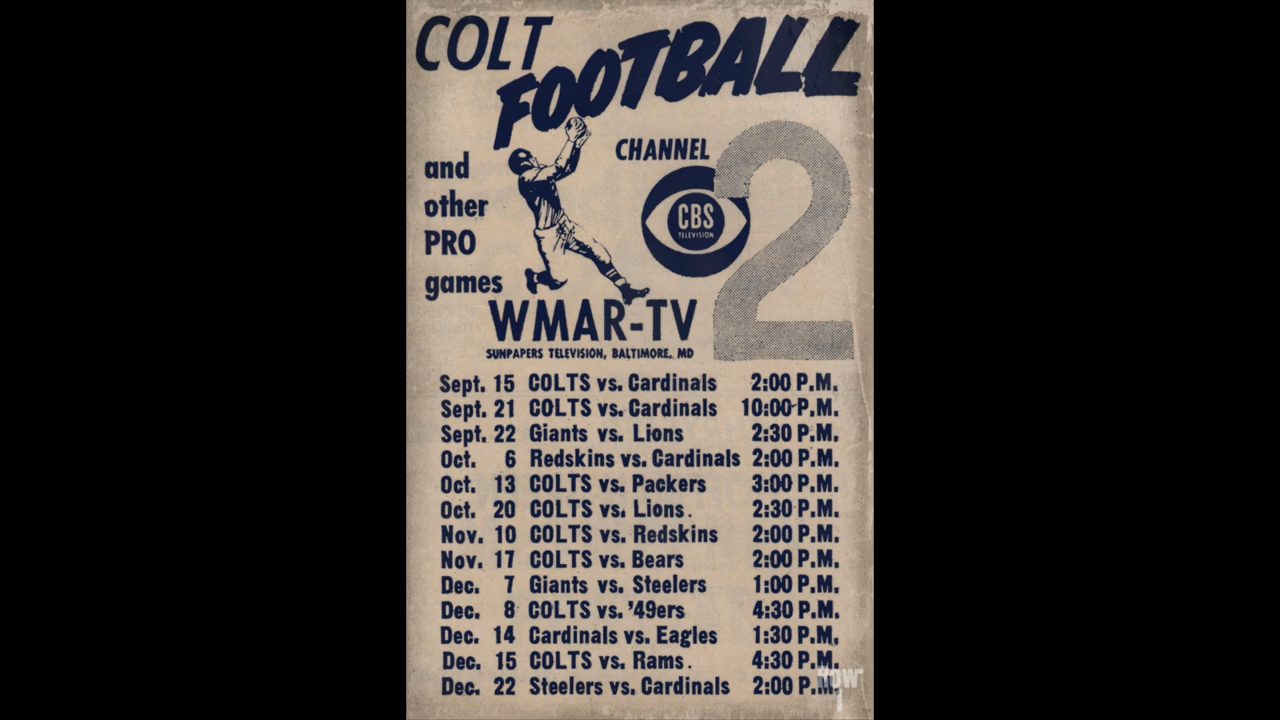 COLT
FOOTBALL
and
other
PRO
games
CHANNEL
2
CBS
TELEVISION
WMAR-TV
SUNPAPERS TELEVISION, BALTIMORE, MD
Sept. 15 COLTS vs. Cardinals 2:00 P.M.
Sept. 21 COLTS vs. Cardinals 10:00 P.M.
Sept. 22 Giants vs. Lions 2:30 P.M.
Oct. 6 Redskins vs. Cardinals 2:00 P.M.
Oct. 13 COLTS vs. Packers 3:00 P.M.
Oct. 20 COLTS vs. Lions. 2:30 P.M.
Nov. 10 COLTS vs. Redskins 2:00 P.M.
Nov. 17 COLTS vs. Bears 2:00 P.M.
Dec. 7 Giants vs. Steelers 1:00 P.M.
Dec. 8 COLTS vs. '49ers 4:30 P.M.
Dec. 14 Cardinals vs. Eagles 1:30 P.M.
Dec. 15 COLTS vs. Rams. 4:30 P.M.
Dec. 22 Steelers vs. Cardinals 2:00 P.M.
Row
1